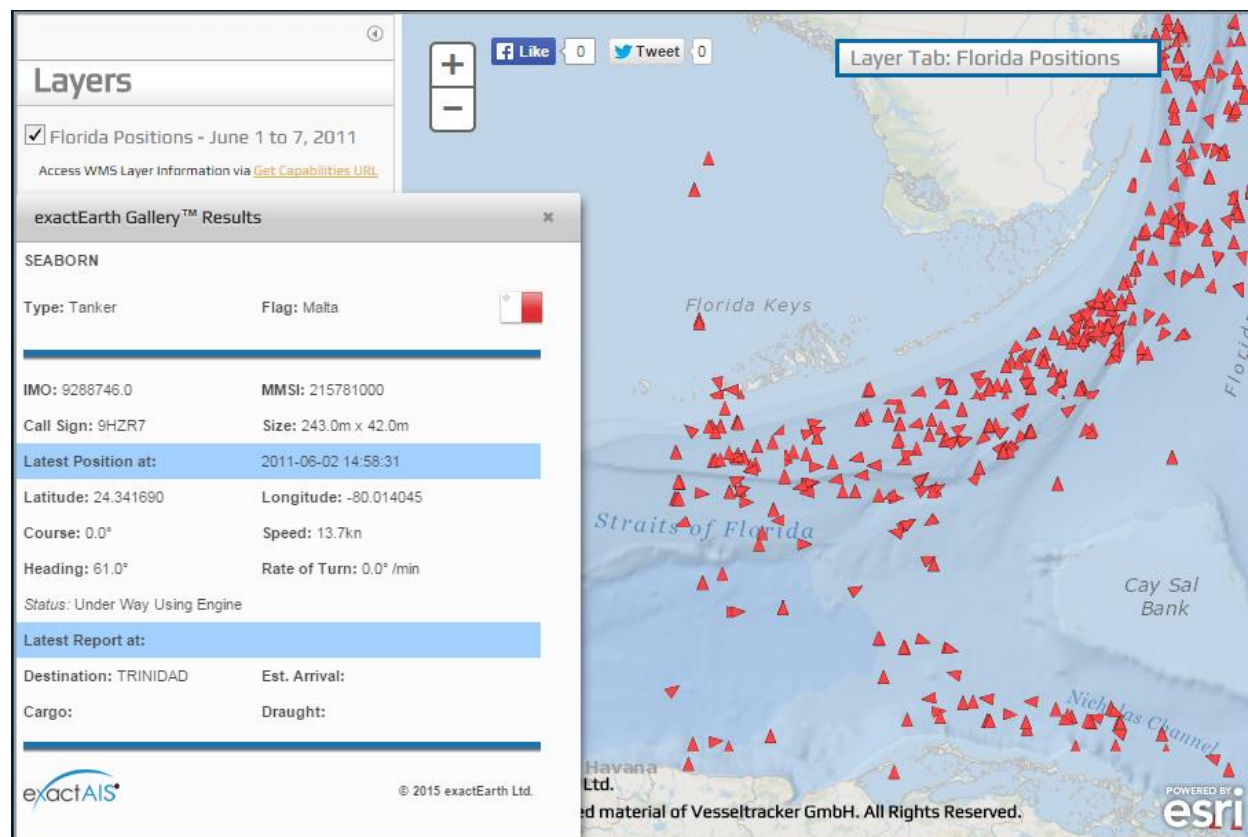 Layers
Florida Positions - June 1 to 7, 2011
Access WMS Layer Information via Get Capabilities URL
exactEarth Gallery™ Results ×
SEABORN
Type: Tanker Flag: Malta
IMO: 9288746.0 MMSI: 215781000
Call Sign: 9HZR7 Size: 243.0m x 42.0m
Latest Position at: 2011-06-02 14:58:31
Latitude: 24.341690 Longitude: -80.014045
Course: 0.0° Speed: 13.7kn
Heading: 61.0° Rate of Turn: 0.0° /min
Status: Under Way Using Engine
Latest Report at:
Destination: TRINIDAD Est. Arrival:
Cargo: Draught:
exactAIS
© 2015 exactEarth Ltd.
+
−
Like 0 Tweet 0
Layer Tab: Florida Positions
Florida Keys
Florida
Straits of Florida
Cay Sal
Bank
Nicholas Channel
Havana
Ltd.
ed material of Vesseltracker GmbH. All Rights Reserved.
POWERED BY
esri